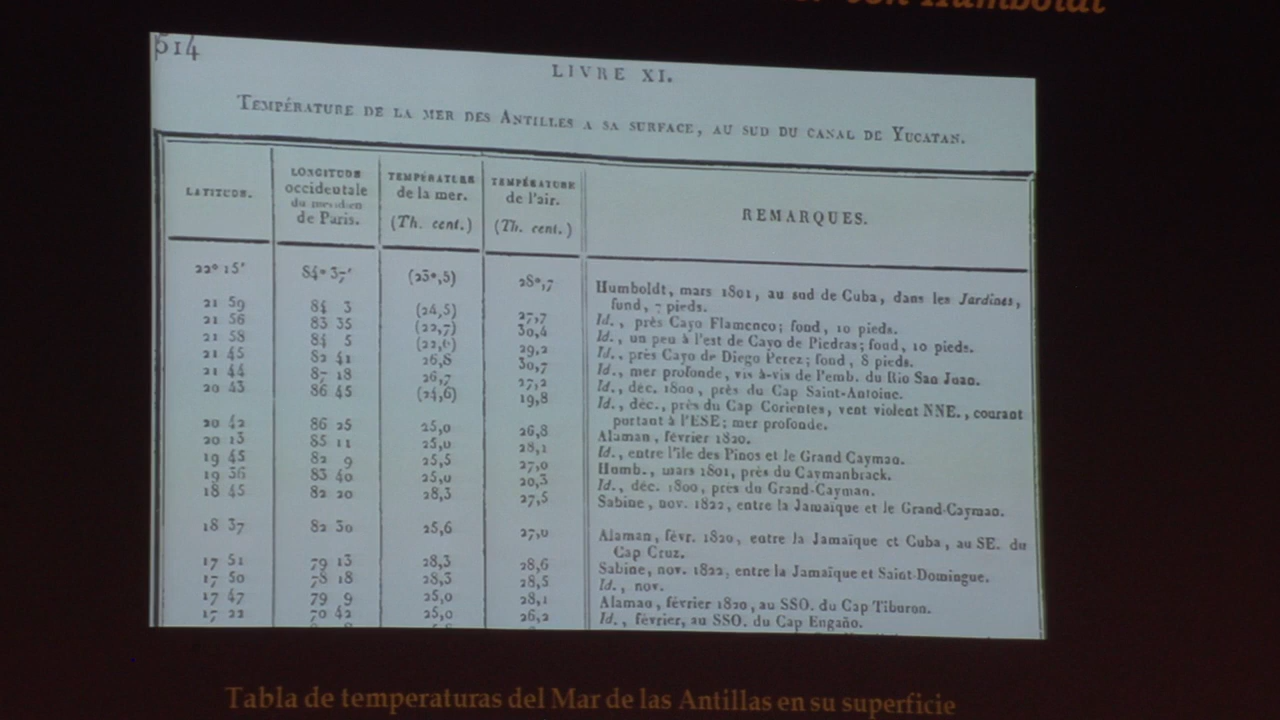 von Humboldt
514
LIVRE XI.
TEMPÉRATURE DE LA MER DES ANTILLES A SA SURFACE, AU SUD DU CANAL DE YUCATAN.
LATITUDE.
LONGITUDE
occidentale
du méridien
de Paris.
TEMPÉRATURE
de la mer.
(Th. cent.)
TEMPÉRATURE
de l'air.
(Th. cent.)
REMARQUES.
22° 15' 84° 37' (23°,5) 28°,7 Humboldt, mars 1801, au sud de Cuba, dans les Jardines,
fund, 7 pieds.
21 59 84 3 (24,5) 27,7 Id., près Cayo Flamenco; fond, 10 pieds.
21 56 83 35 (22,7) 30,4 Id., un peu à l'est de Cayo de Piedras; fond, 10 pieds.
21 58 84 5 (22,6) 29,2 Id., près Cayo de Diego Perez; fond, 8 pieds.
21 45 82 41 26,8 30,7 Id., mer profonde, vis à-vis de l'emb. du Rio San Juan.
21 44 87 18 26,7 27,2 Id., déc. 1800, près du Cap Saint-Antoine.
20 43 86 45 (24,6) 19,8 Id., déc., près du Cap Corientes, vent violent NNE., courant
portant à l'ESE; mer profonde.
20 42 86 25 25,0 26,8 Alaman, février 1820.
20 13 85 11 25,0 28,1 Id., entre l'île des Pinos et le Grand Cayman.
19 45 82 9 25,5 27,0 Humb., mars 1801, près du Caymanbrack.
19 36 83 40 25,0 20,3 Id., déc. 1800, près du Grand-Cayman.
18 45 82 20 28,3 27,5 Sabine, nov. 1822, entre la Jamaïque et le Grand-Cayman.
18 37 82 30 25,6 27,0 Alaman, févr. 1820, entre la Jamaïque et Cuba, au SE. du
Cap Cruz.
17 51 79 13 28,3 28,6 Sabine, nov. 1822, entre la Jamaïque et Saint-Domingue.
17 50 78 18 28,3 28,5 Id., nov.
17 47 79 9 25,0 28,1 Alaman, février 1820, au SSO. du Cap Tiburon.
17 22 70 42 25,0 26,2 Id., février, au SSO. du Cap Engaño.
Tabla de temperaturas del Mar de las Antillas en su superficie